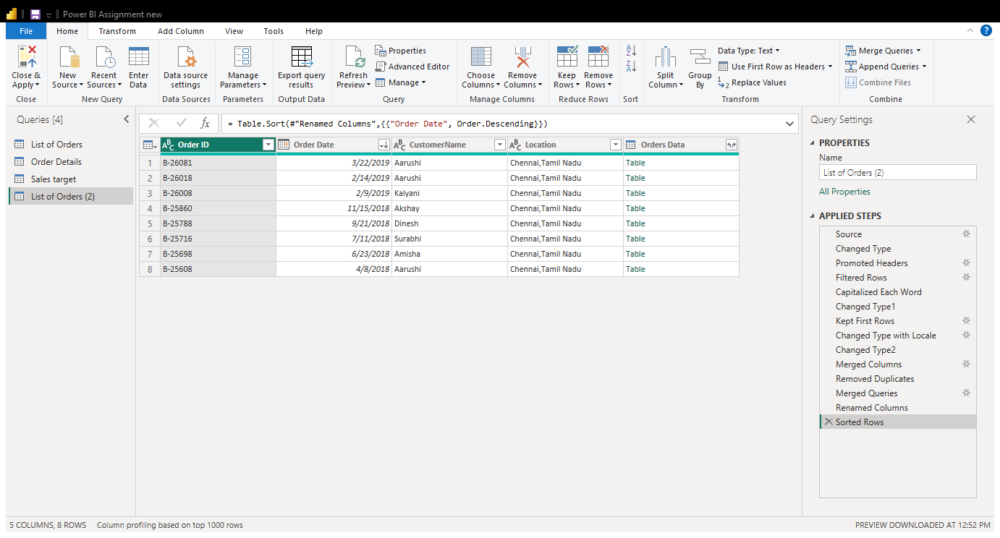 Power BI Assignment new
File Home Transform Add Column View Tools Help
Close & Apply
New Source
Recent Sources
Enter Data
Data source settings
Manage Parameters
Export query results
Refresh Preview
Properties
Advanced Editor
Manage
Choose Columns
Remove Columns
Keep Rows
Remove Rows
Split Column
Group By
Data Type: Text
Use First Row as Headers
Replace Values
Merge Queries
Append Queries
Combine Files
Close New Query Data Sources Parameters Output Data Query Manage Columns Reduce Rows Sort Transform Combine
Queries [4]
List of Orders
Order Details
Sales target
List of Orders (2)
fx = Table.Sort(#"Renamed Columns",{{"Order Date", Order.Descending}})
Order ID Order Date CustomerName Location Orders Data
1 B-26081 3/22/2019 Aarushi Chennai,Tamil Nadu Table
2 B-26018 2/14/2019 Aarushi Chennai,Tamil Nadu Table
3 B-26008 2/9/2019 Kalyani Chennai,Tamil Nadu Table
4 B-25860 11/15/2018 Akshay Chennai,Tamil Nadu Table
5 B-25788 9/21/2018 Dinesh Chennai,Tamil Nadu Table
6 B-25716 7/11/2018 Surabhi Chennai,Tamil Nadu Table
7 B-25698 6/23/2018 Amisha Chennai,Tamil Nadu Table
8 B-25608 4/8/2018 Aarushi Chennai,Tamil Nadu Table
Query Settings
PROPERTIES
Name
List of Orders (2)
All Properties
APPLIED STEPS
Source
Changed Type
Promoted Headers
Filtered Rows
Capitalized Each Word
Changed Type1
Kept First Rows
Changed Type with Locale
Changed Type2
Merged Columns
Removed Duplicates
Merged Queries
Renamed Columns
Sorted Rows
5 COLUMNS, 8 ROWS Column profiling based on top 1000 rows PREVIEW DOWNLOADED AT 12:52 PM